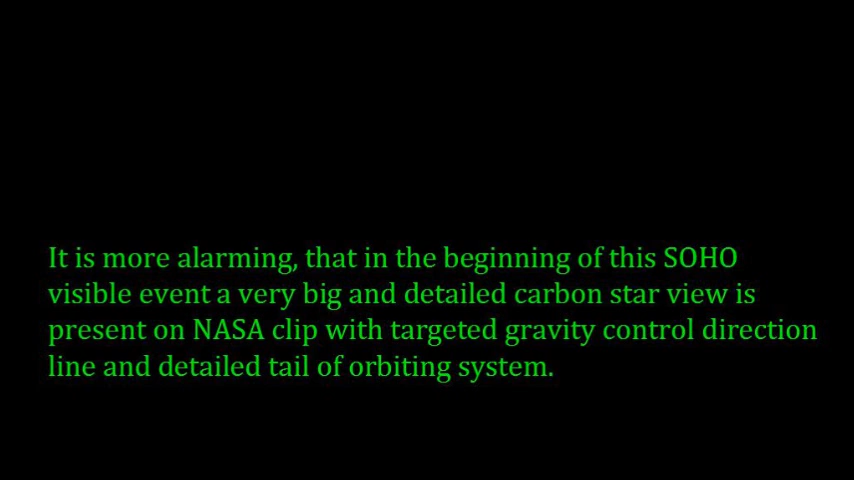 It is more alarming, that in the beginning of this SOHO
visible event a very big and detailed carbon star view is
present on NASA clip with targeted gravity control direction
line and detailed tail of orbiting system.